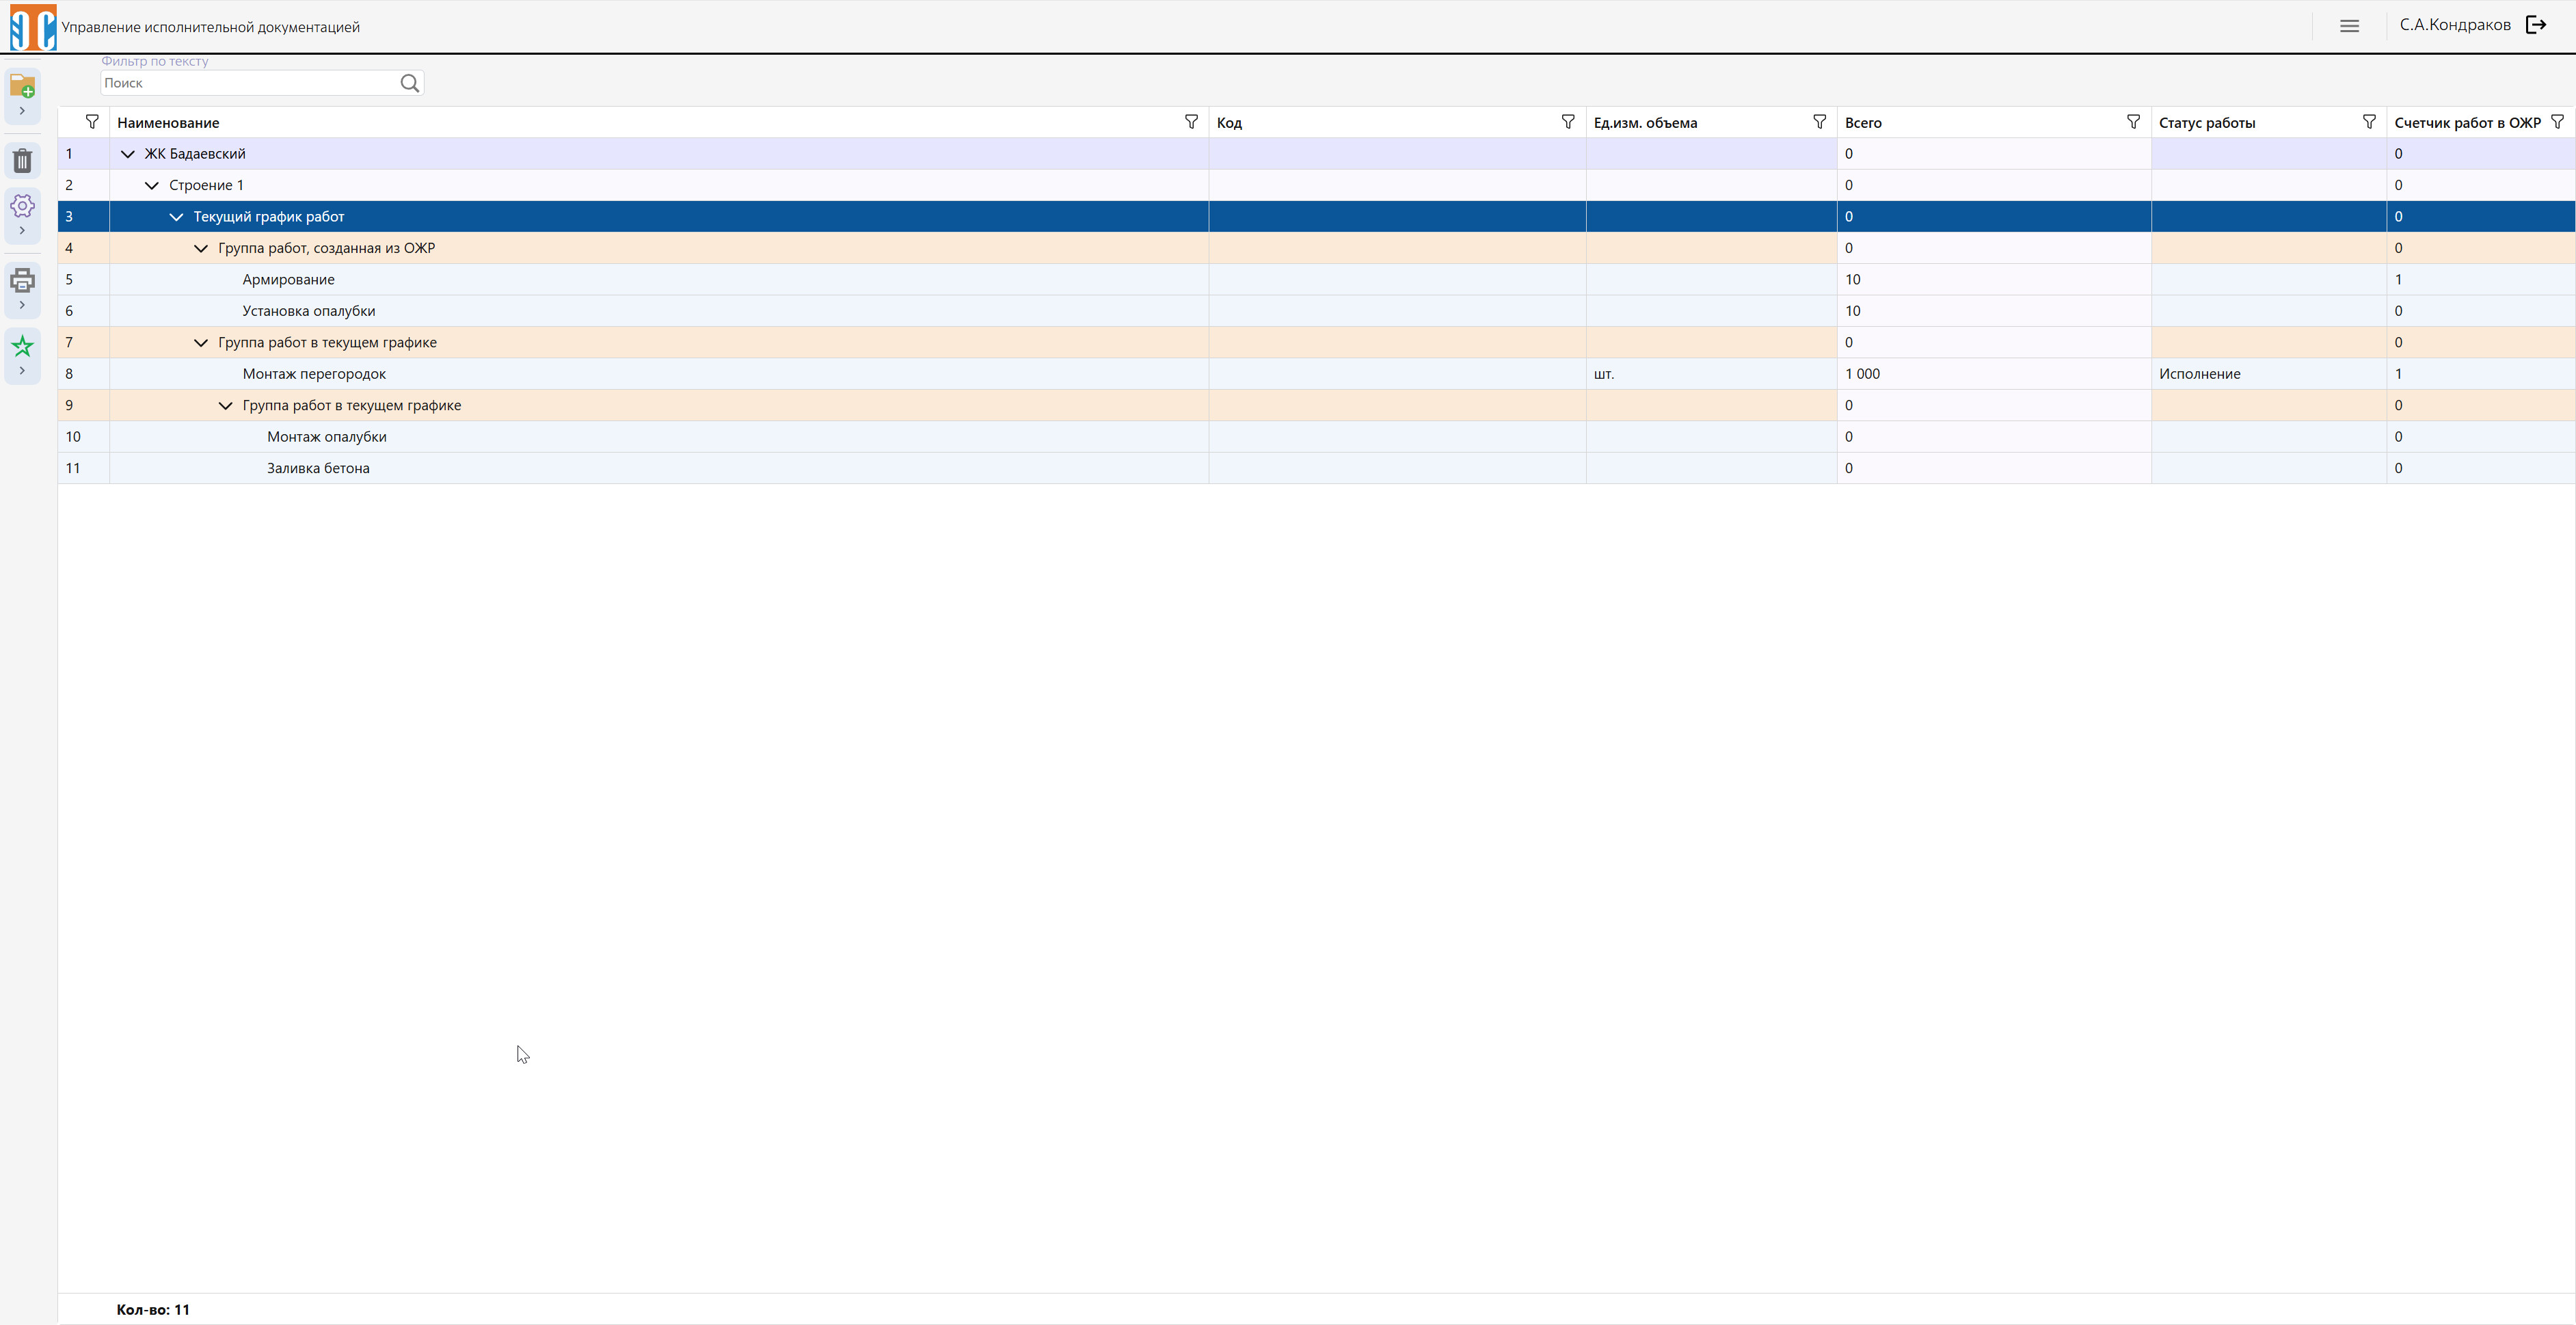 Управление исполнительной документацией
С.А.Кондраков
Фильтр по тексту
Поиск
Наименование Код Ед.изм. объема Всего Статус работы Счетчик работ в ОЖР
1 ЖК Бадаевский 0 0
2 Строение 1 0 0
3 Текущий график работ 0 0
4 Группа работ, созданная из ОЖР 0 0
5 Армирование 10 1
6 Установка опалубки 10 0
7 Группа работ в текущем графике 0 0
8 Монтаж перегородок шт. 1 000 Исполнение 1
9 Группа работ в текущем графике 0 0
10 Монтаж опалубки 0 0
11 Заливка бетона 0 0
Кол-во: 11